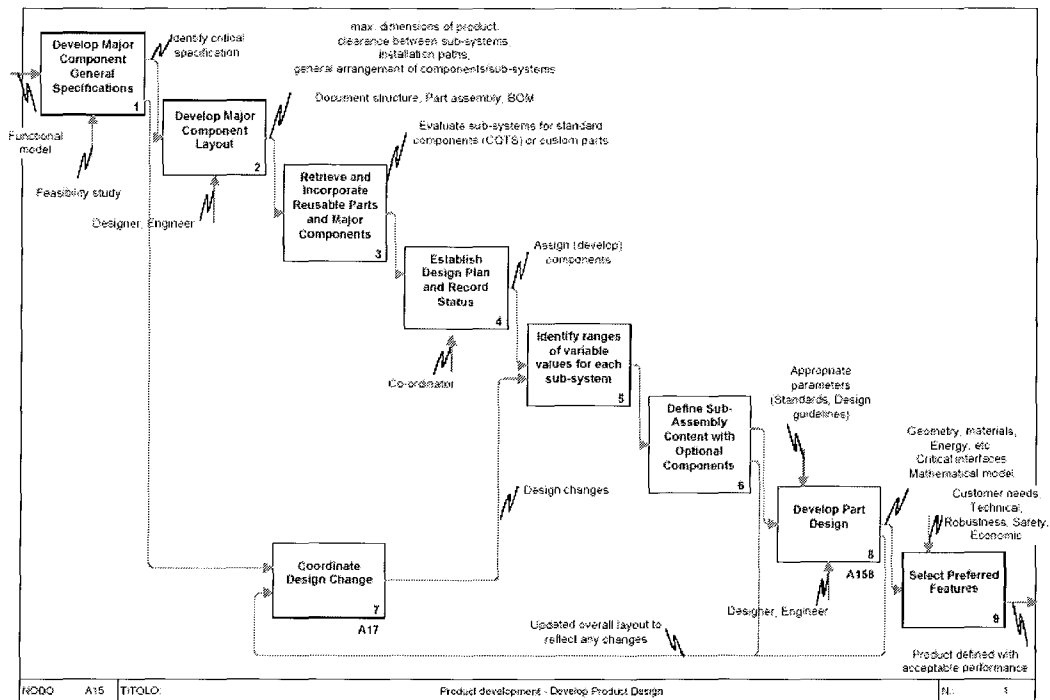 Develop Major
Component
General
Specifications
1
Identify critical
specification
Functional
model
Feasibility study
max. dimensions of product,
clearance between sub-systems
installation paths,
general arrangement of components/sub-systems
Develop Major
Component
Layout
2
Document structure, Part assembly, BOM
Designer, Engineer
Retrieve and
Incorporate
Reusable Parts
and Major
Components
3
Evaluate sub-systems for standard
components (COTS) or custom parts
Establish
Design Plan
and Record
Status
4
Assign (develop)
components
Co-ordinator
Identify ranges
of variable
values for each
sub-system
5
Define Sub-
Assembly
Content with
Optional
Components
6
Appropriate
parameters
(Standards, Design
guidelines)
Develop Part
Design
8
A158
Geometry, materials,
Energy, etc
Critical interfaces
Mathematical model
Customer needs
Technical,
Robustness, Safety,
Economic
Design changes
Coordinate
Design Change
7
A17
Designer, Engineer
Select Preferred
Features
9
Updated overall layout to
reflect any changes
Product defined with
acceptable performance
NODO A15 TITOLO: Product development - Develop Product Design N.: 1